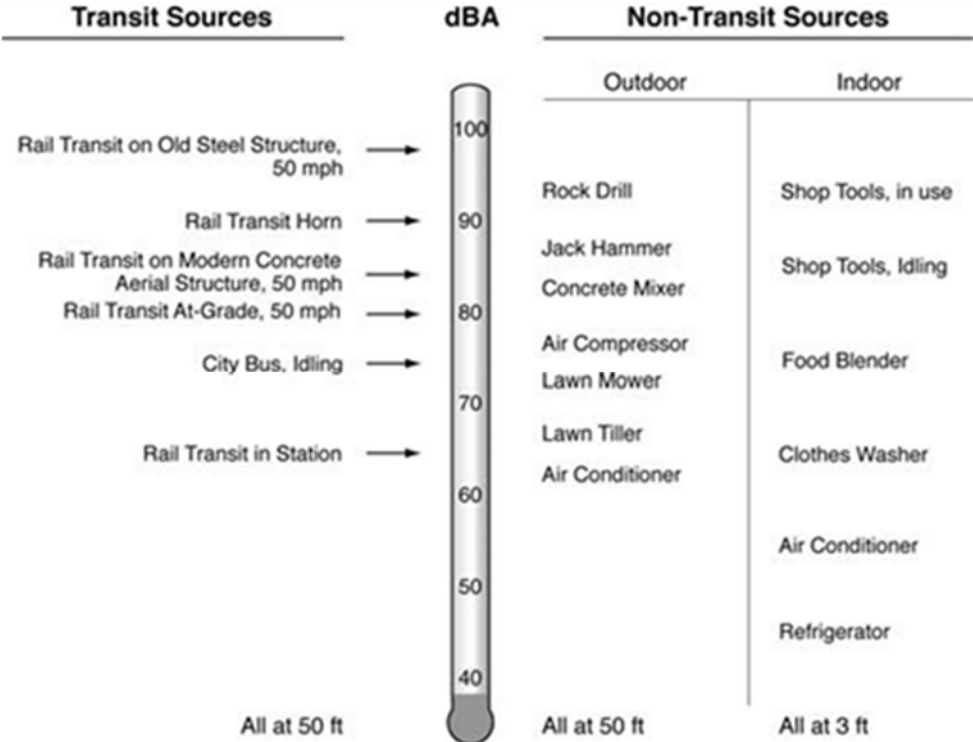 Transit Sources
dBA
Non-Transit Sources
Outdoor
Indoor
Rail Transit on Old Steel Structure,
50 mph
Rail Transit Horn
Rail Transit on Modern Concrete
Aerial Structure, 50 mph
Rail Transit At-Grade, 50 mph
City Bus, Idling
Rail Transit in Station
All at 50 ft
100
90
80
70
60
50
40
Rock Drill
Jack Hammer
Concrete Mixer
Air Compressor
Lawn Mower
Lawn Tiller
Air Conditioner
All at 50 ft
Shop Tools, in use
Shop Tools, Idling
Food Blender
Clothes Washer
Air Conditioner
Refrigerator
All at 3 ft